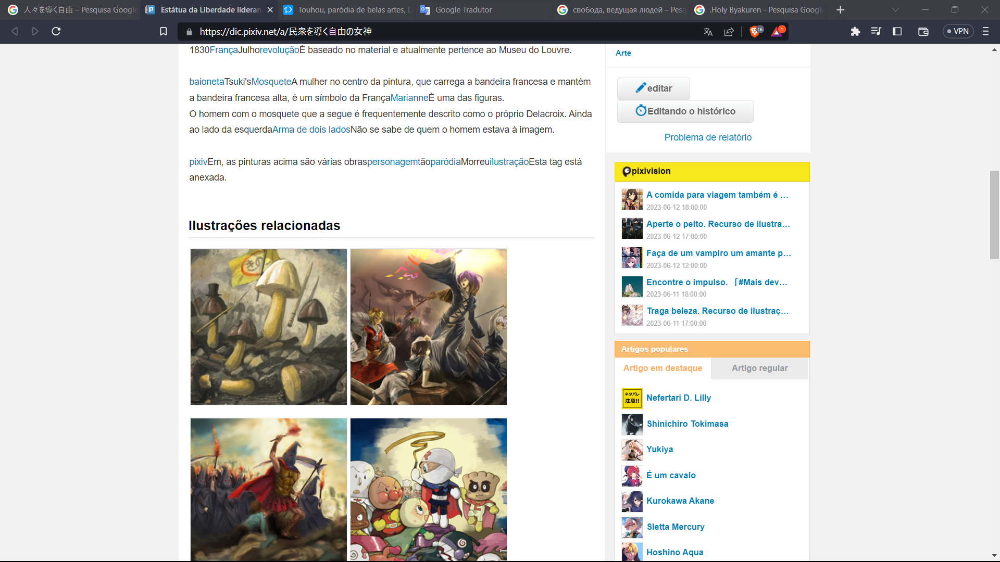 人々を導く自由 – Pesquisa Google
Estátua da Liberdade lideran
Touhou, paródia de belas artes, L
Google Tradutor
свобода, ведущая людей – Pesq
.Holy Byakuren - Pesquisa Google
https://dic.pixiv.net/a/民衆を導く自由の女神
16
1
VPN
1830FrançaJulhorevoluçãoÉ baseado no material e atualmente pertence ao Museu do Louvre.
baionetaTsuki'sMosqueteA mulher no centro da pintura, que carrega a bandeira francesa e mantém
a bandeira francesa alta, é um símbolo da FrançaMarianneÉ uma das figuras.
O homem com o mosquete que a segue é frequentemente descrito como o próprio Delacroix. Ainda
ao lado da esquerdaArma de dois ladosNão se sabe de quem o homem estava à imagem.
pixivEm, as pinturas acima são várias obraspersonagemtãoparódiaMorreuilustraçãoEsta tag está
anexada.
Ilustrações relacionadas
きの
R
Arte
editar
Editando o histórico
Problema de relatório
pixivision
A comida para viagem também é ...
2023-06-12 18:00:00
Aperte o peito. Recurso de ilustra...
2023-06-12 17:00:00
Faça de um vampiro um amante p...
2023-06-12 12:00:00
Encontre o impulso. 「#Mais dev...
2023-06-11 18:00:00
Traga beleza. Recurso de ilustraç...
2023-06-11 17:00:00
Artigos populares
Artigo em destaque
Artigo regular
ネタバレ
注意!!
Nefertari D. Lilly
Shinichiro Tokimasa
Yukiya
É um cavalo
Kurokawa Akane
Sletta Mercury
Hoshino Aqua